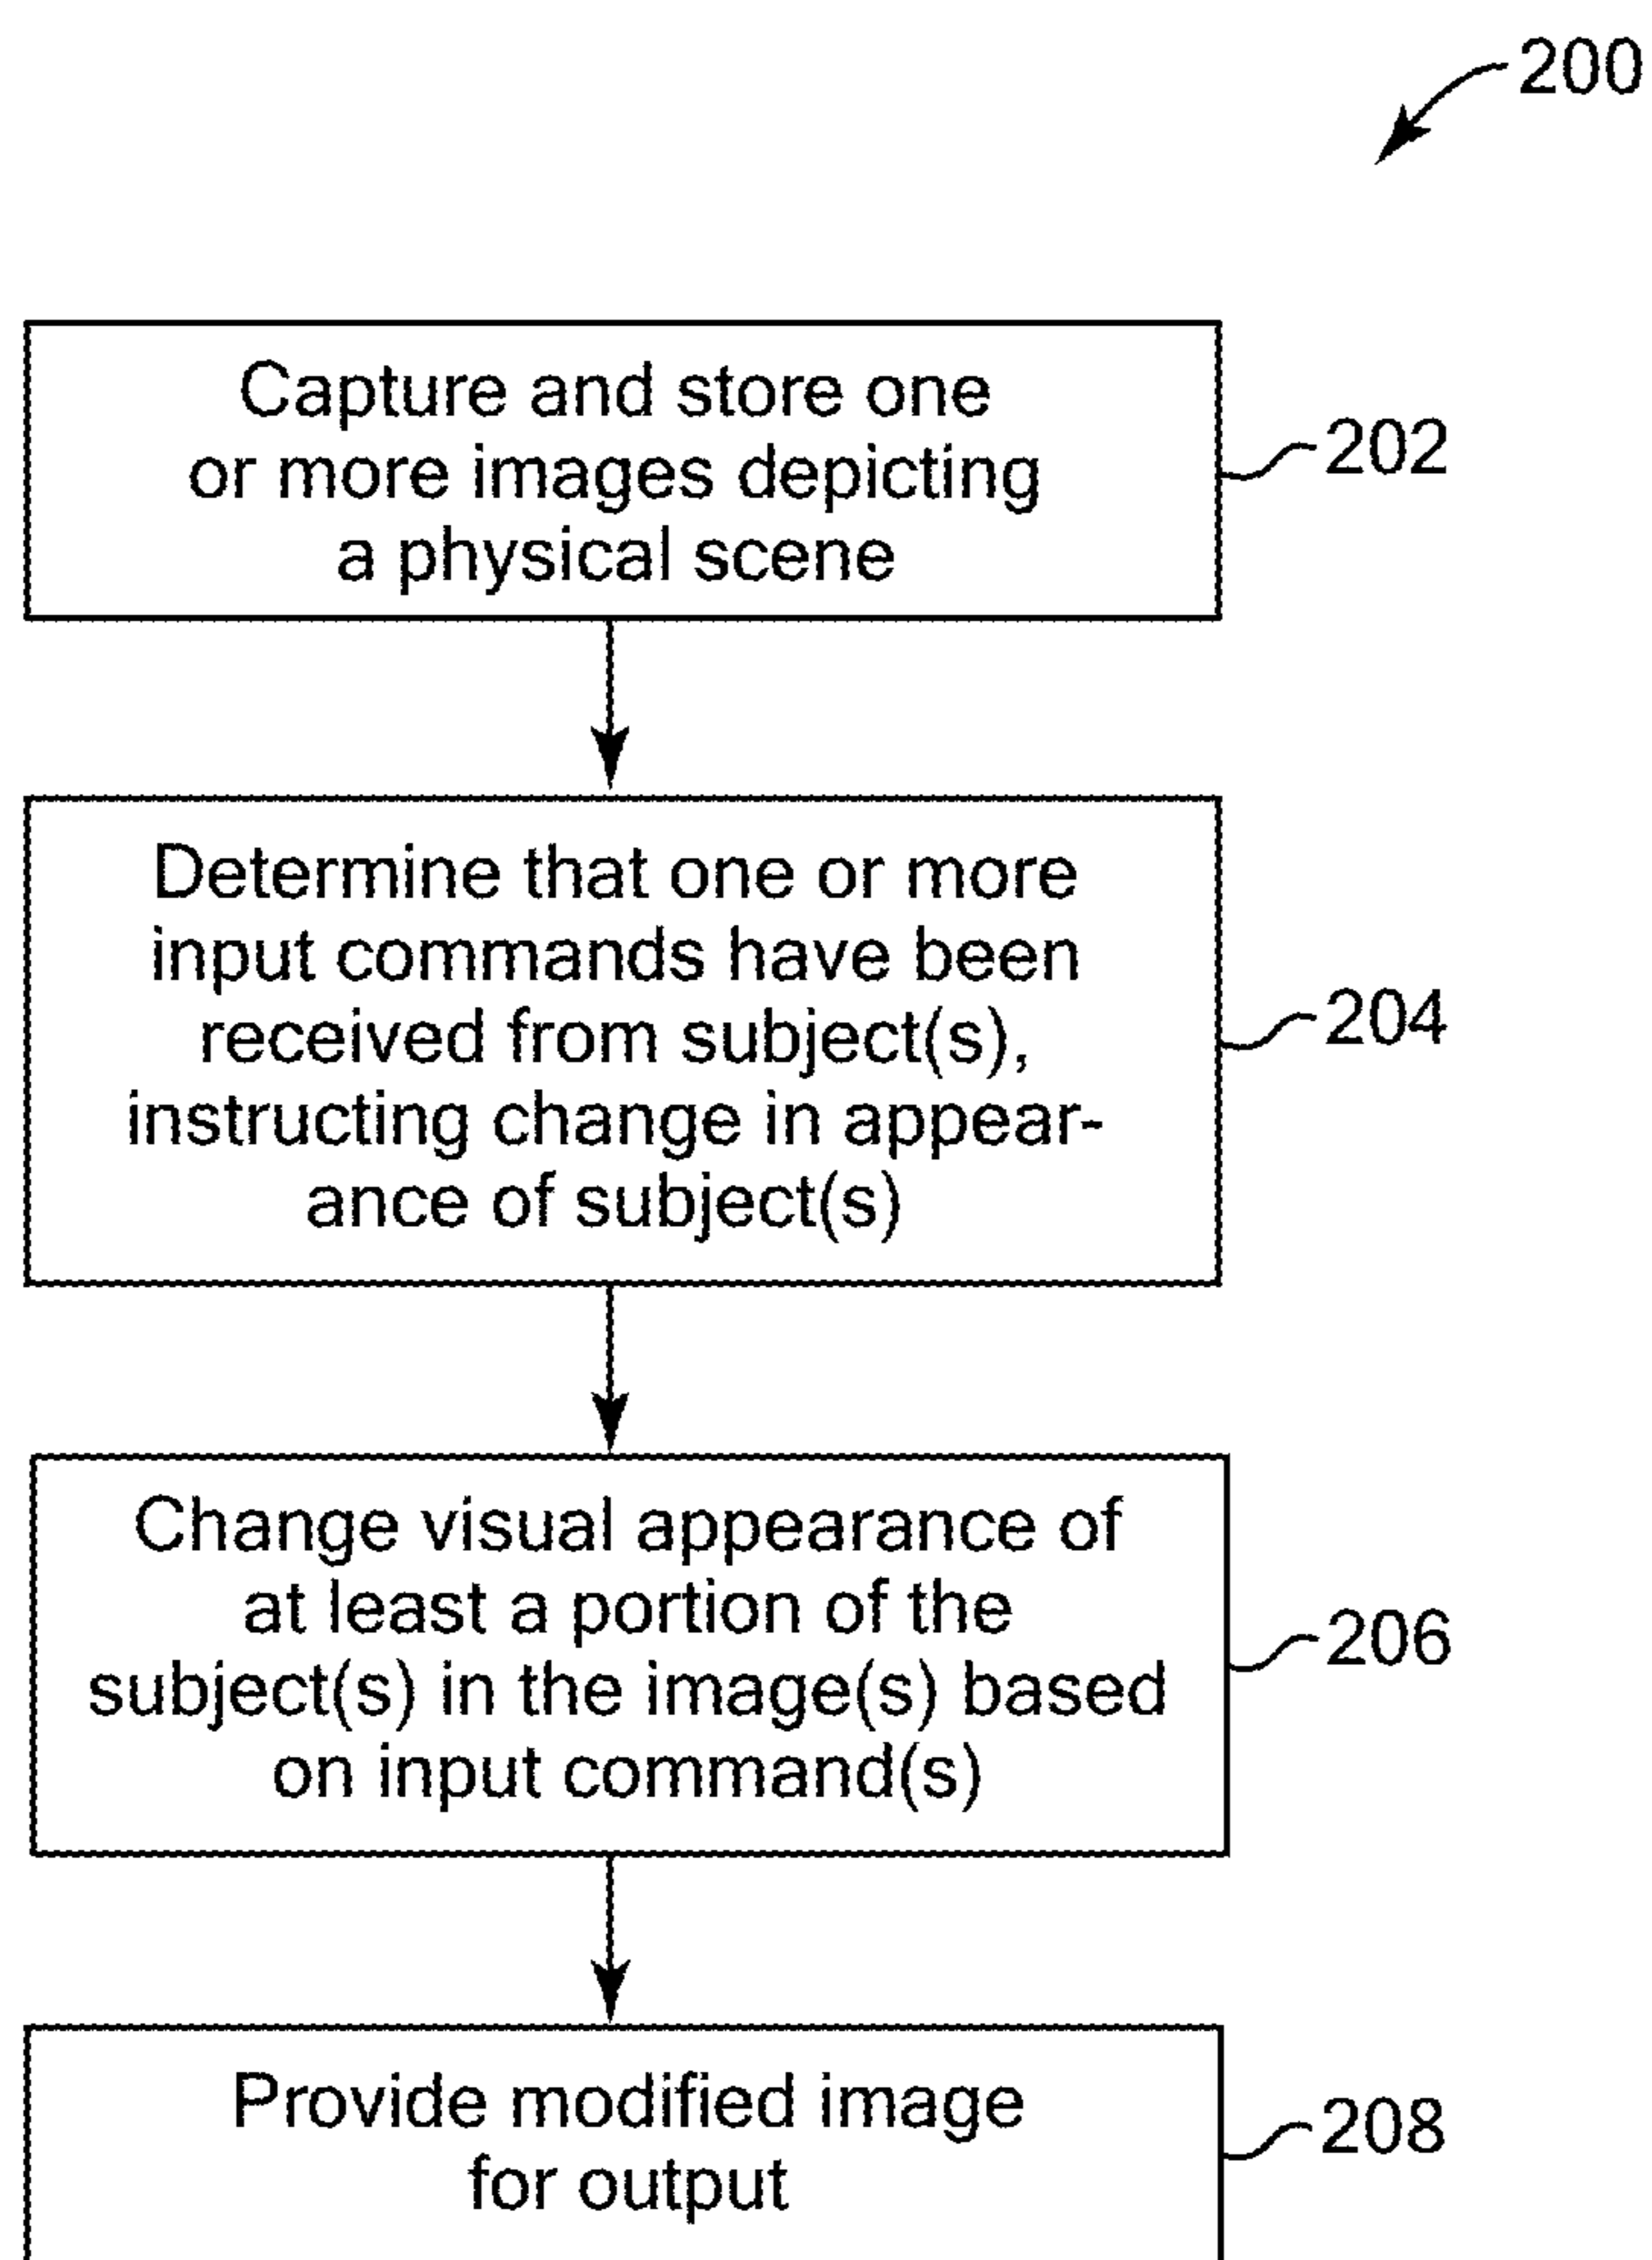 200
Capture and store one
or more images depicting
a physical scene
202
Determine that one or more
input commands have been
received from subject(s),
instructing change in appear-
ance of subject(s)
204
Change visual appearance of
at least a portion of the
subject(s) in the image(s) based
on input command(s)
206
Provide modified image
for output
208